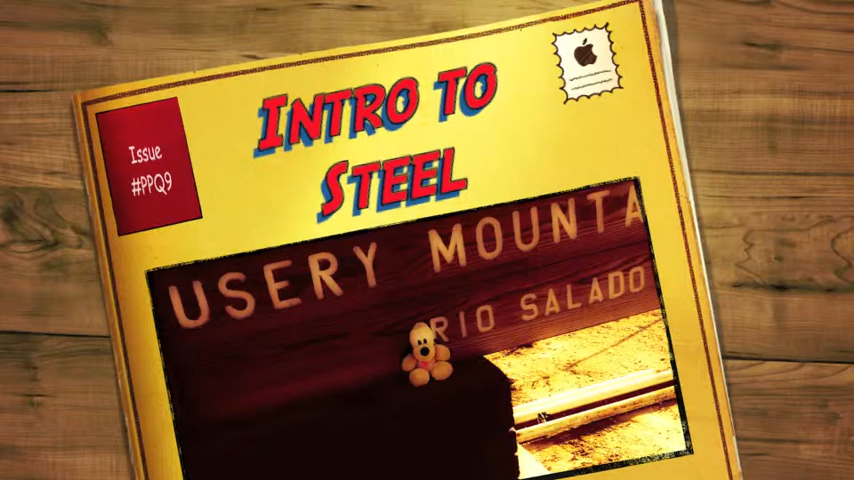 INTRO TO
STEEL
Issue
#PPQ9
USERY MOUNTA
RIO SALADO